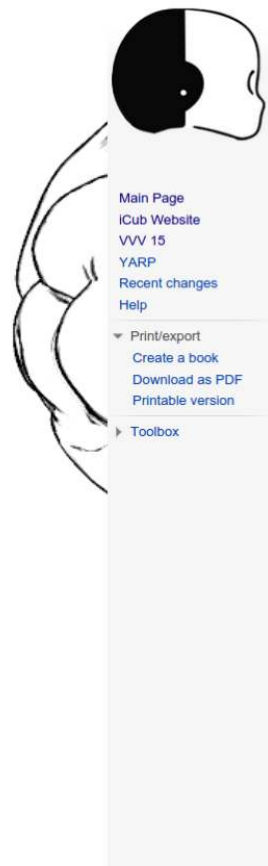 Main Page
iCub Website
VVV 15
YARP
Recent changes
Help
Print/export
Create a book
Download as PDF
Printable version
Toolbox